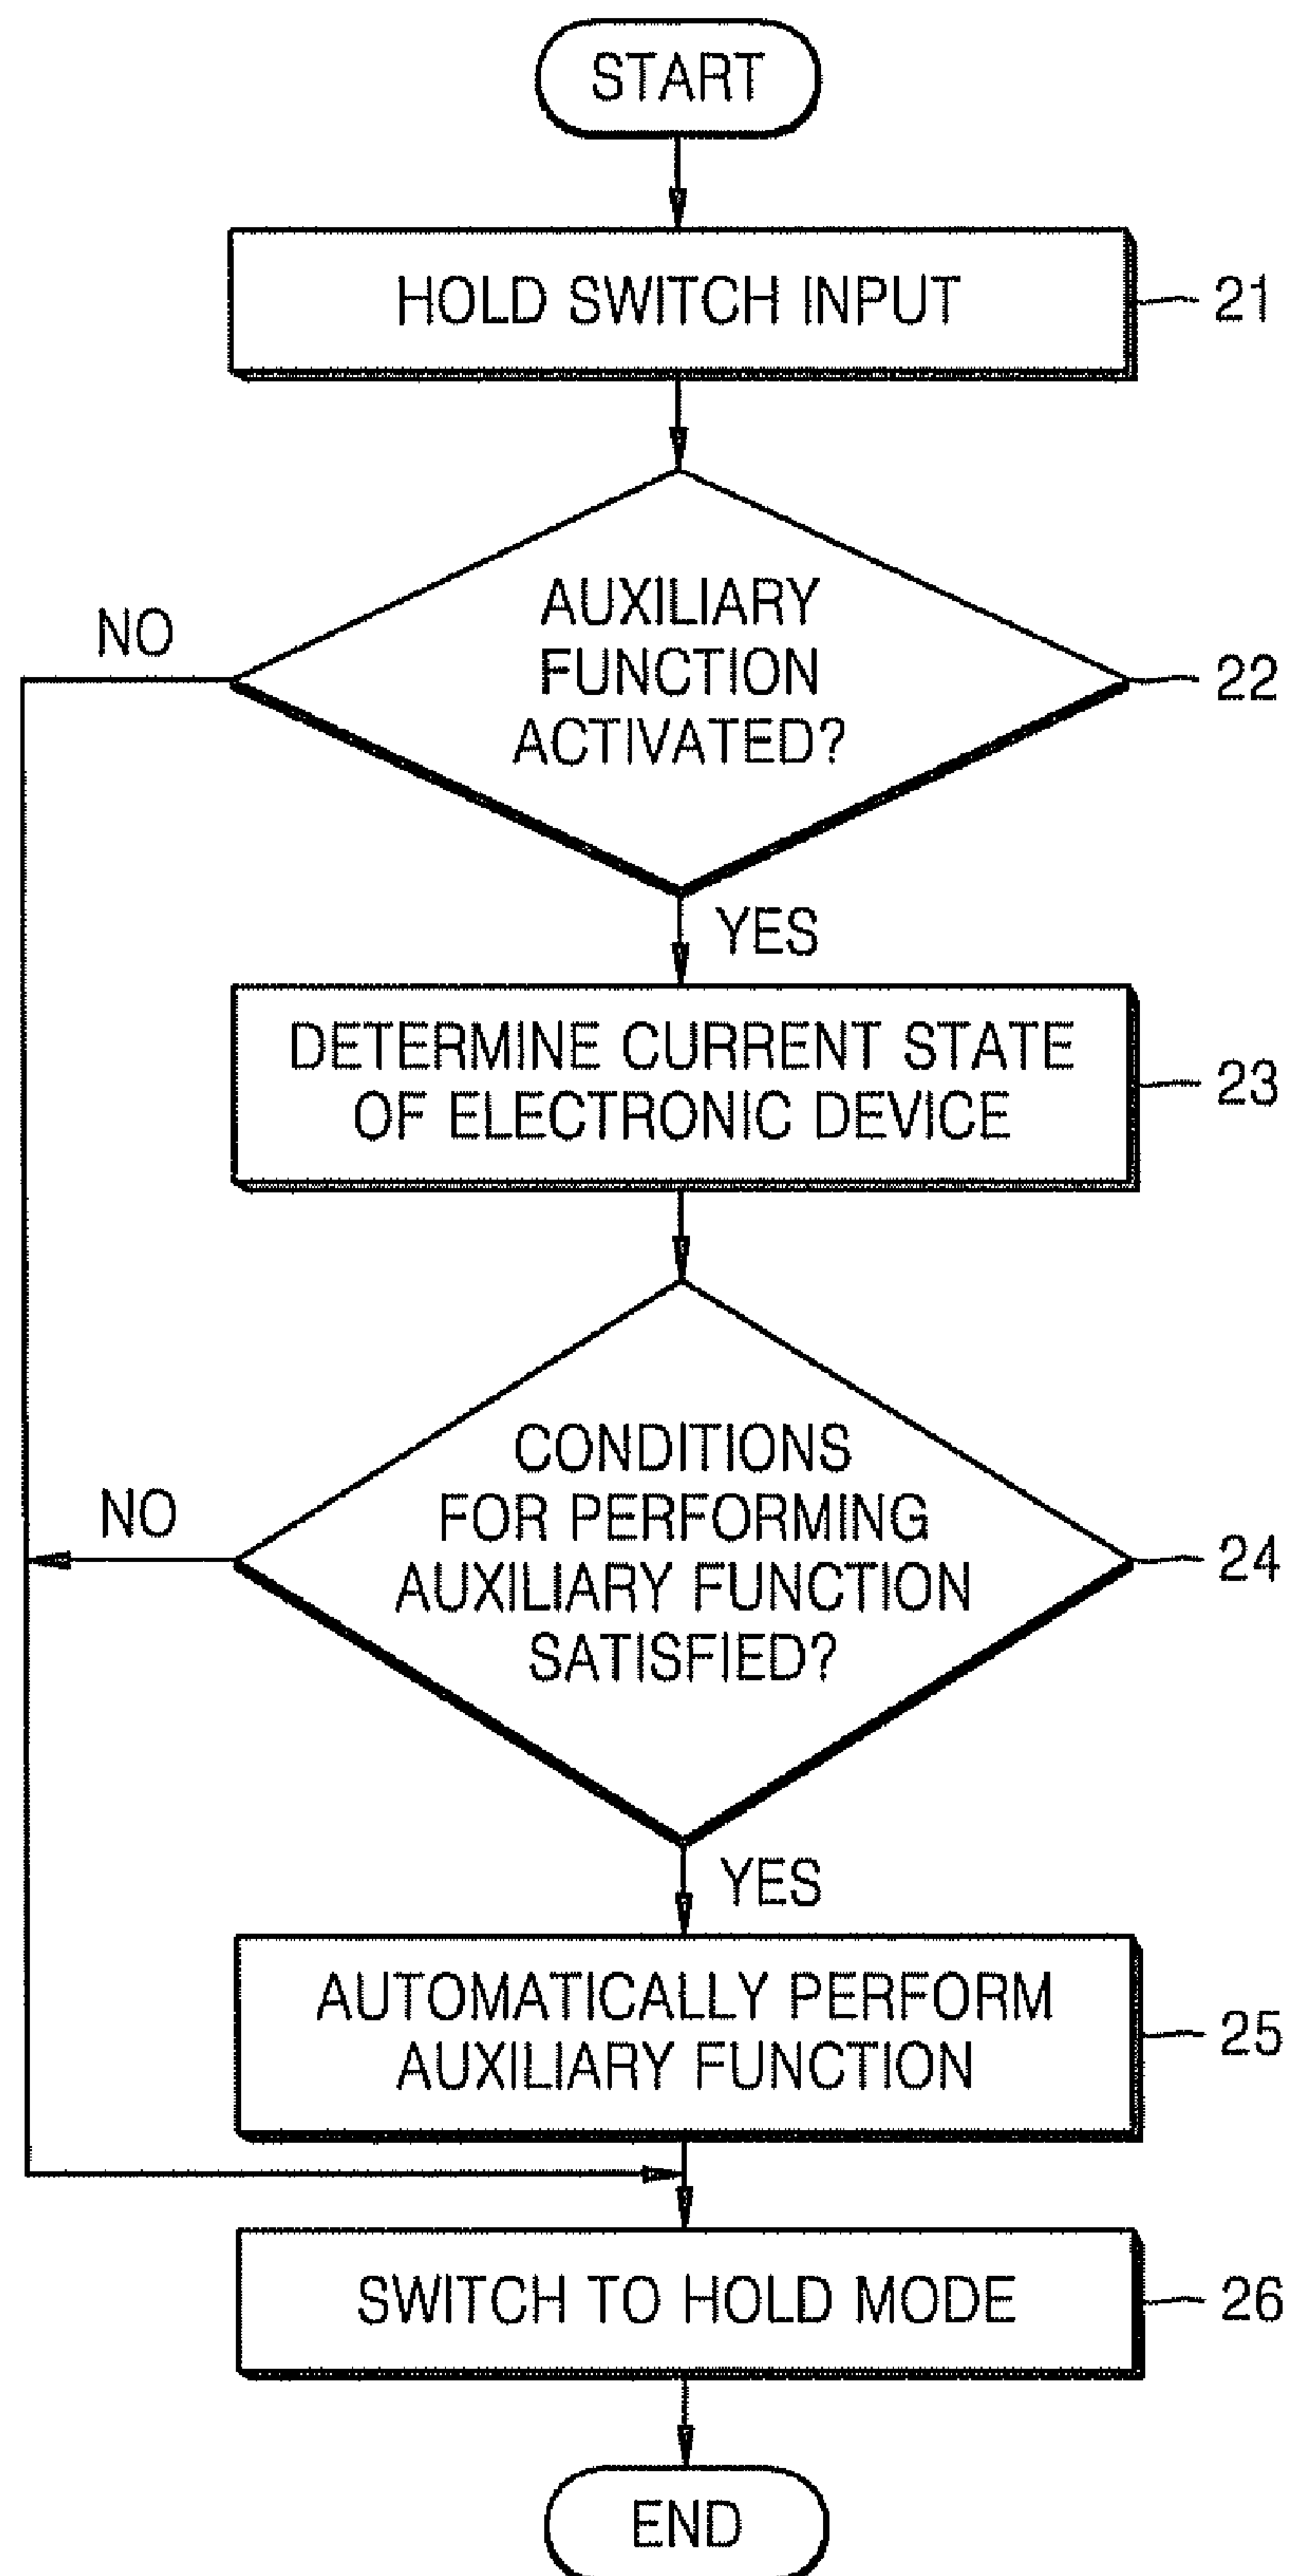 START
HOLD SWITCH INPUT
21
AUXILIARY
FUNCTION
ACTIVATED?
22
NO
YES
DETERMINE CURRENT STATE
OF ELECTRONIC DEVICE
23
CONDITIONS
FOR PERFORMING
AUXILIARY FUNCTION
SATISFIED?
24
NO
YES
AUTOMATICALLY PERFORM
AUXILIARY FUNCTION
25
SWITCH TO HOLD MODE
26
END